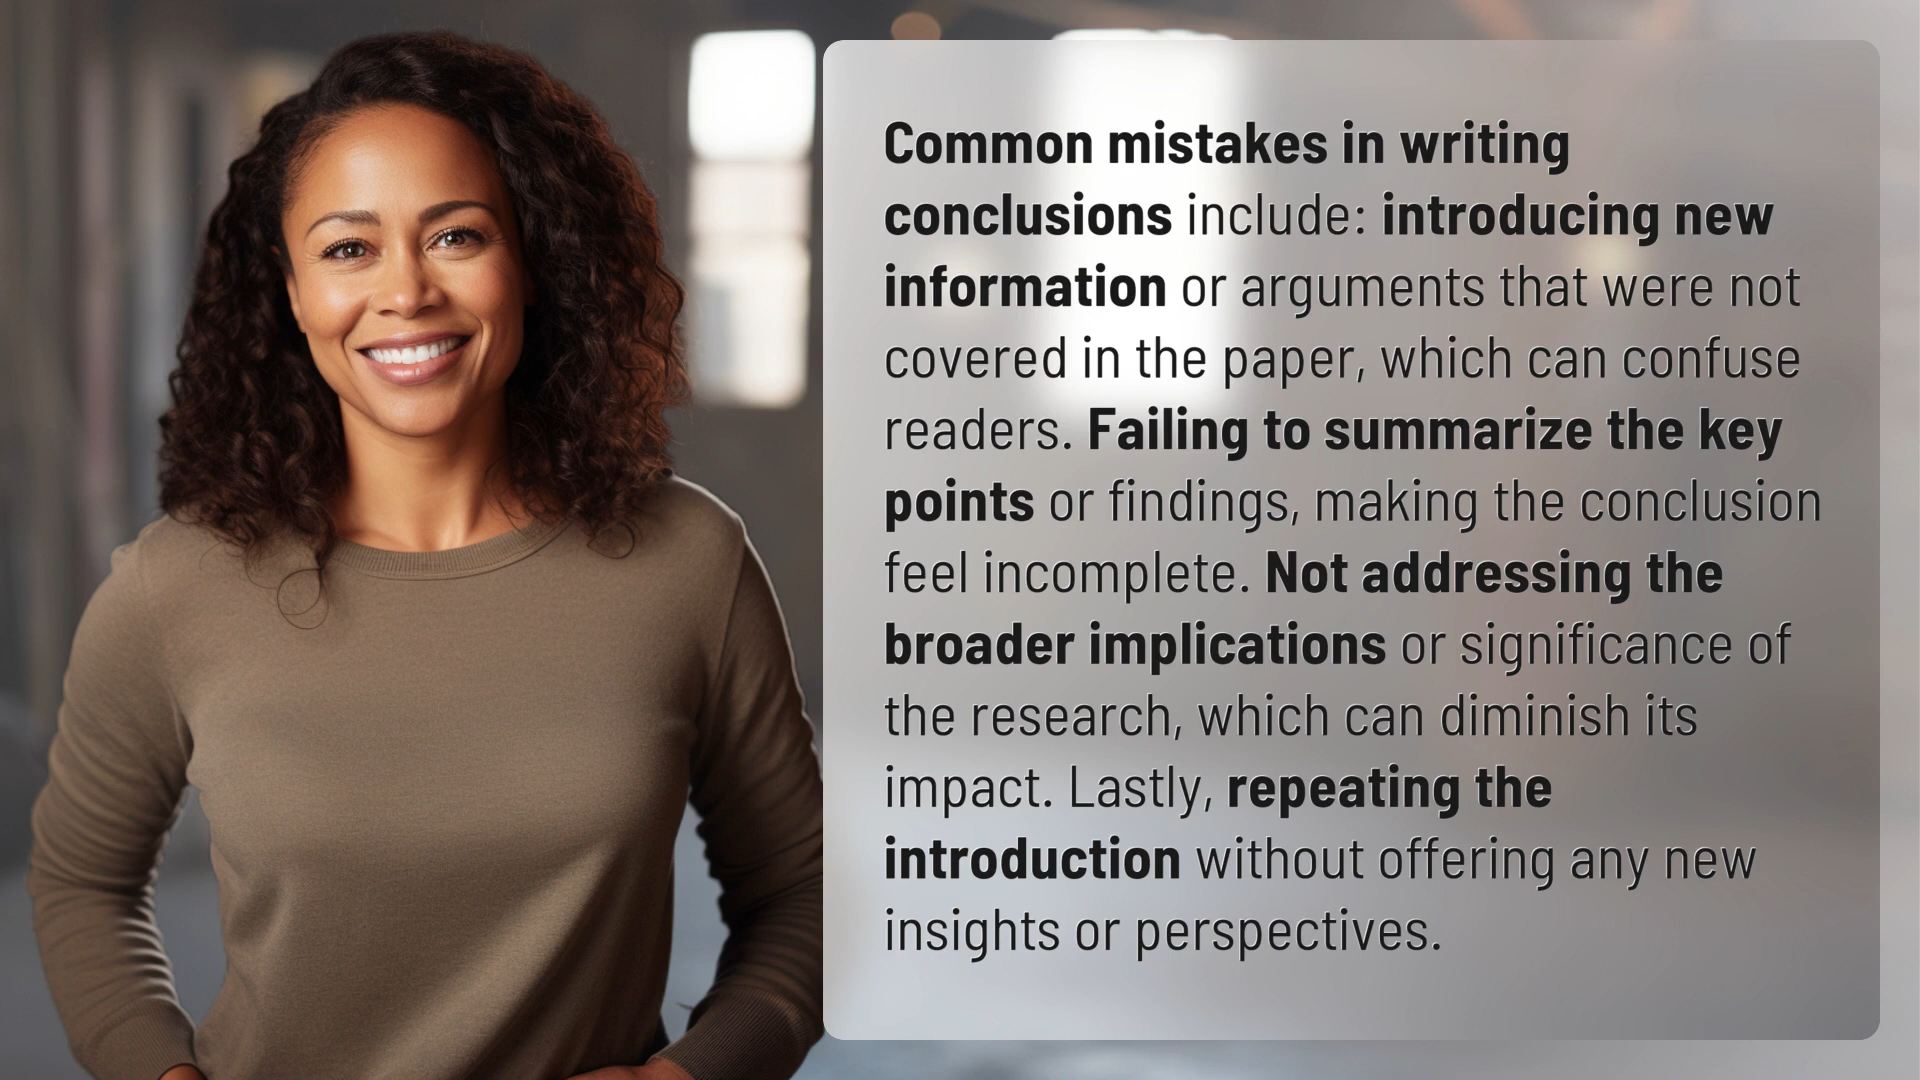 Common mistakes in writing
conclusions include: introducing new
information or arguments that were not
covered in the paper, which can confuse
readers. Failing to summarize the key
points or findings, making the conclusion
feel incomplete. Not addressing the
broader implications or significance of
the research, which can diminish its
impact. Lastly, repeating the
introduction without offering any new
insights or perspectives.